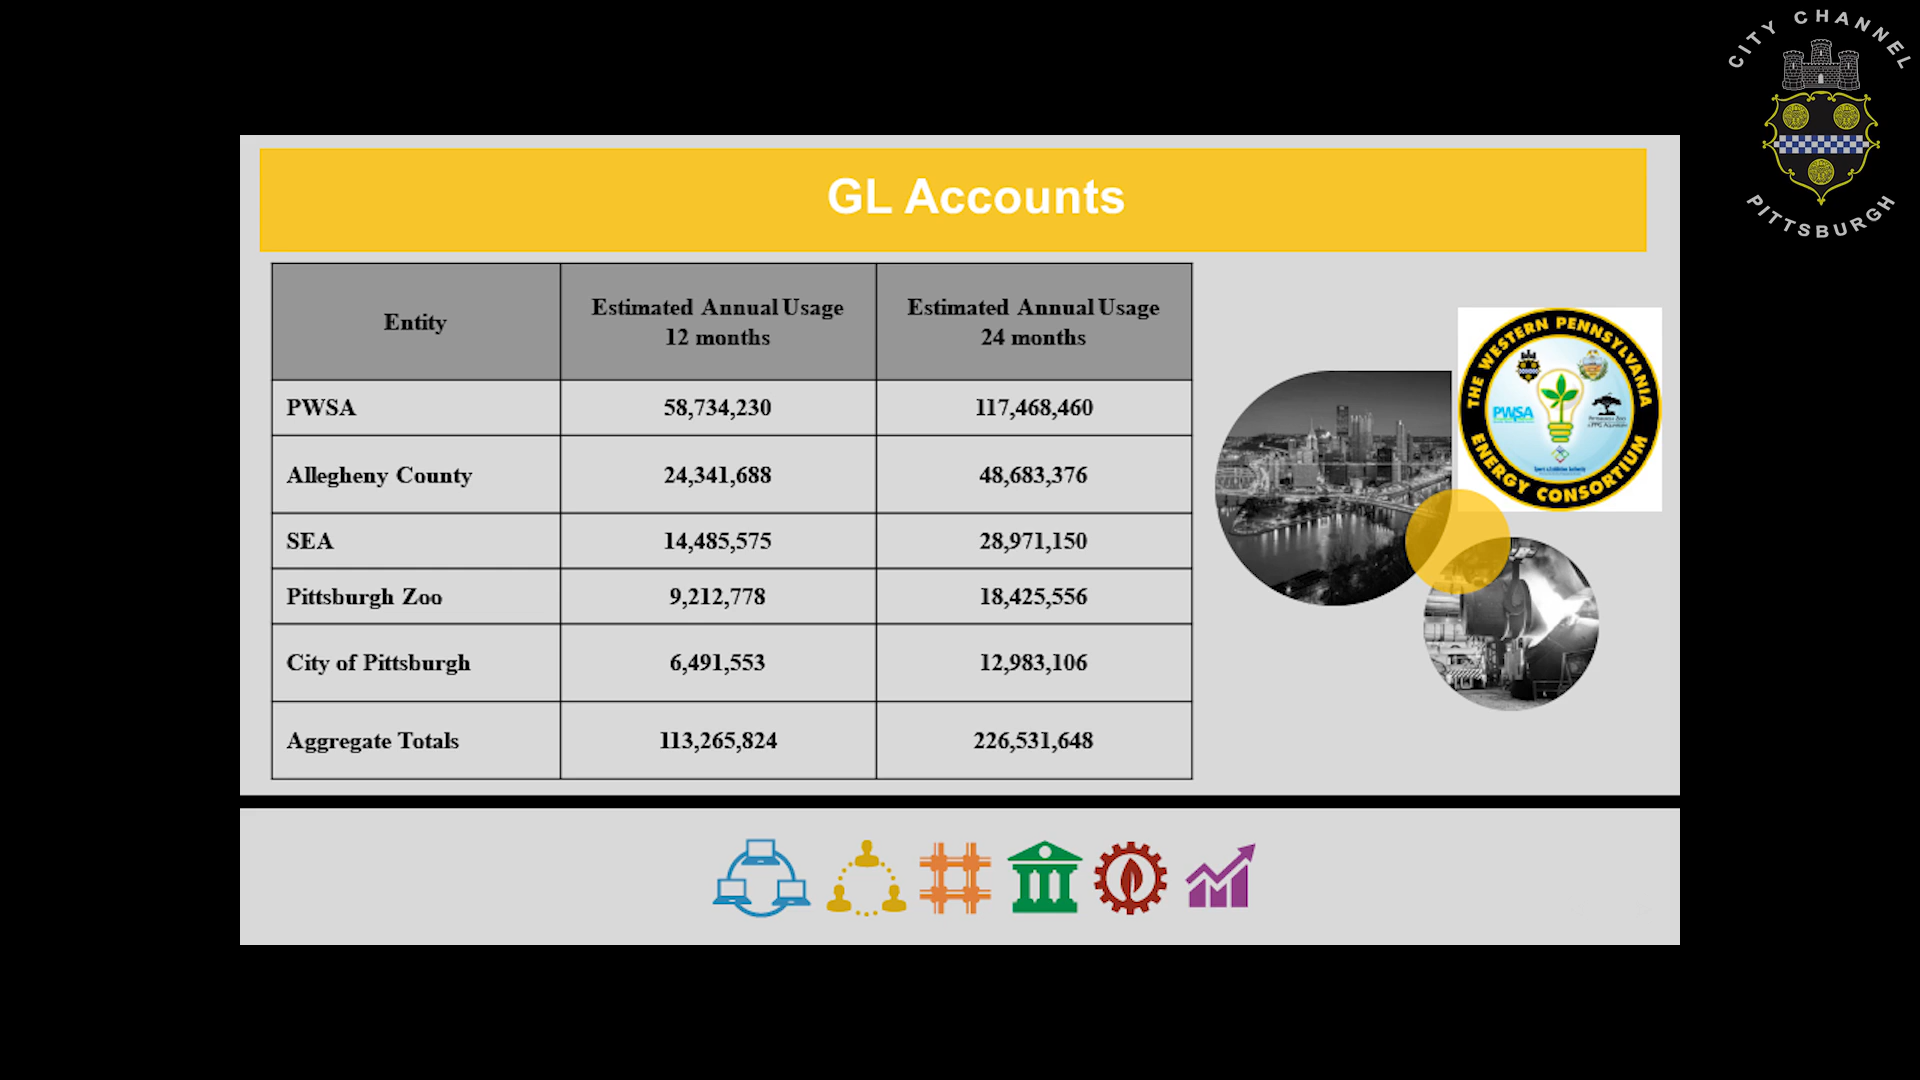 CITY CHANNEL
PITTSBURGH
GL Accounts
Entity
Estimated Annual Usage
12 months
Estimated Annual Usage
24 months
PWSA
58,734,230
117,468,460
Allegheny County
24,341,688
48,683,376
SEA
14,485,575
28,971,150
Pittsburgh Zoo
9,212,778
18,425,556
City of Pittsburgh
6,491,553
12,983,106
Aggregate Totals
113,265,824
226,531,648
THE WESTERN PENNSYLVANIA
ENERGY CONSORTIUM
PWSA